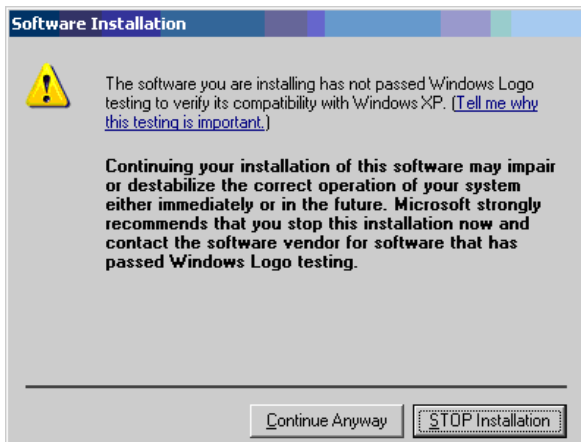 Software Installation
The software you are installing has not passed Windows Logo
testing to verify its compatibility with Windows XP. (Tell me why
this testing is important.)
Continuing your installation of this software may impair
or destabilize the correct operation of your system
either immediately or in the future. Microsoft strongly
recommends that you stop this installation now and
contact the software vendor for software that has
passed Windows Logo testing.
Continue Anyway
STOP Installation